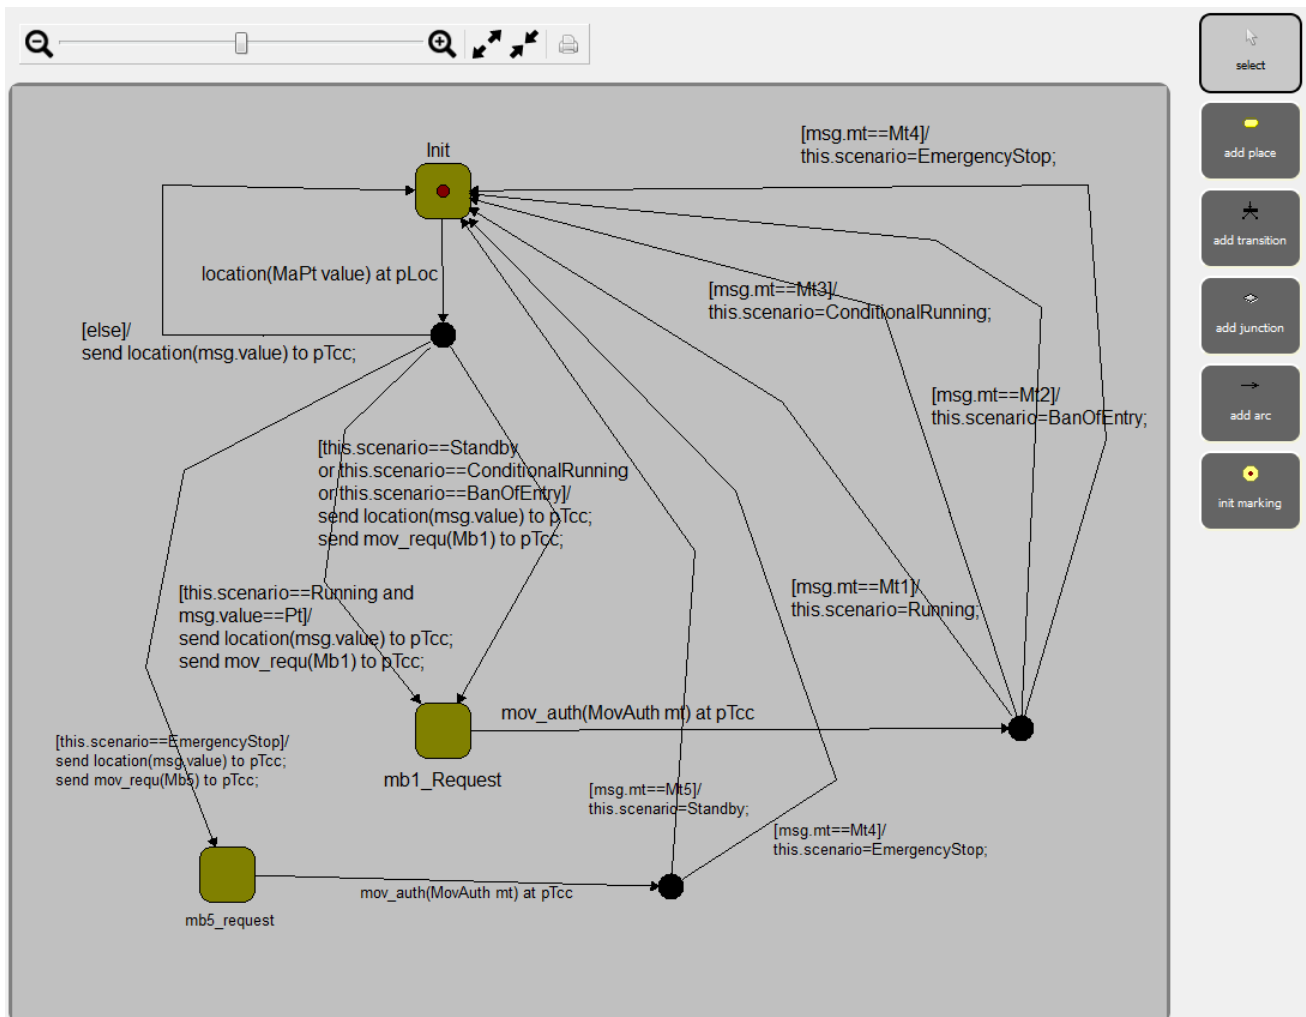 select
add place
add transition
add junction
add arc
init marking
[msg.mt==Mt4]/
this.scenario=EmergencyStop;
Init
location(MaPt value) at pLoc
[msg.mt==Mt3]/
this.scenario=ConditionalRunning;
[else]/
send location(msg.value) to pTcc;
[msg.mt==Mt2]/
this.scenario=BanOfEntry;
[this.scenario==Standby
or this.scenario==ConditionalRunning
or this.scenario==BanOfEntry]/
send location(msg.value) to pTcc;
send mov_requ(Mb1) to pTcc;
[this.scenario==Running and
msg.value==Pt]/
send location(msg.value) to pTcc;
send mov_requ(Mb1) to pTcc;
[msg.mt==Mt1]/
this.scenario=Running;
mov_auth(MovAuth mt) at pTcc
mb1_Request
[this.scenario==EmergencyStop]/
send location(msg.value) to pTcc;
send mov_requ(Mb5) to pTcc;
[msg.mt==Mt5]/
this.scenario=Standby;
[msg.mt==Mt4]/
this.scenario=EmergencyStop;
mov_auth(MovAuth mt) at pTcc
mb5_request